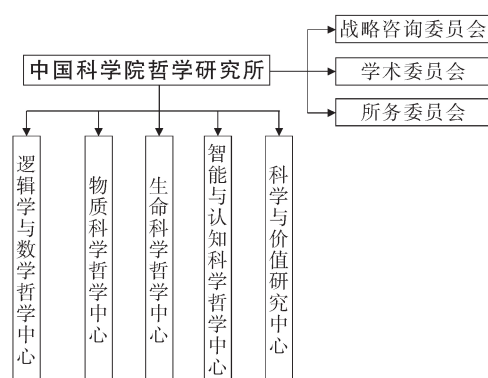 战略咨询委员会
中国科学院哲学研究所
学术委员会
所务委员会
逻辑学与数学哲学中心
物质科学哲学中心
生命科学哲学中心
智能与认知科学哲学中心
科学与价值研究中心